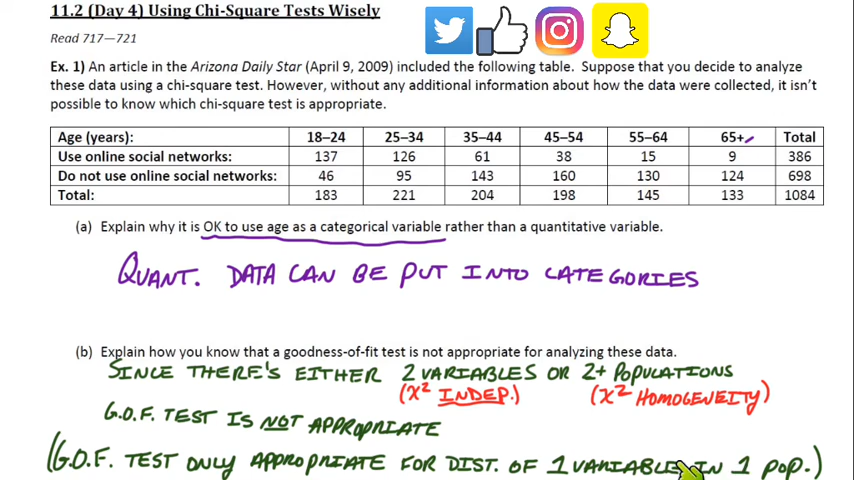 11.2 (Day 4) Using Chi-Square Tests Wisely
Read 717—721
Ex. 1) An article in the Arizona Daily Star (April 9, 2009) included the following table. Suppose that you decide to analyze
these data using a chi-square test. However, without any additional information about how the data were collected, it isn't
possible to know which chi-square test is appropriate.
Age (years): 18–24 25–34 35–44 45–54 55–64 65+ Total
Use online social networks: 137 126 61 38 15 9 386
Do not use online social networks: 46 95 143 160 130 124 698
Total: 183 221 204 198 145 133 1084
(a) Explain why it is OK to use age as a categorical variable rather than a quantitative variable.
QUANT. DATA CAN BE PUT INTO CATEGORIES
(b) Explain how you know that a goodness-of-fit test is not appropriate for analyzing these data.
SINCE THERE'S EITHER 2 VARIABLES OR 2+ POPULATIONS
(χ² INDEP.) (χ² HOMOGENEITY)
G.O.F. TEST IS NOT APPROPRIATE
(G.O.F. TEST ONLY APPROPRIATE FOR DIST. OF 1 VARIABLE IN 1 POP.)